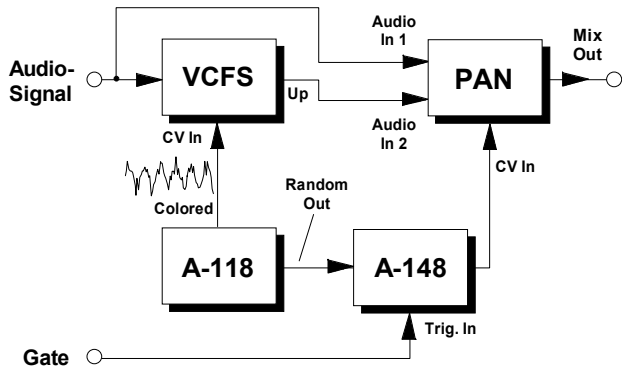 Audio
In 1
Mix
Out
Audio-
Signal
VCFS
Up
PAN
Audio
In 2
CV In
CV In
Colored
Random
Out
A-118
A-148
Trig. In
Gate